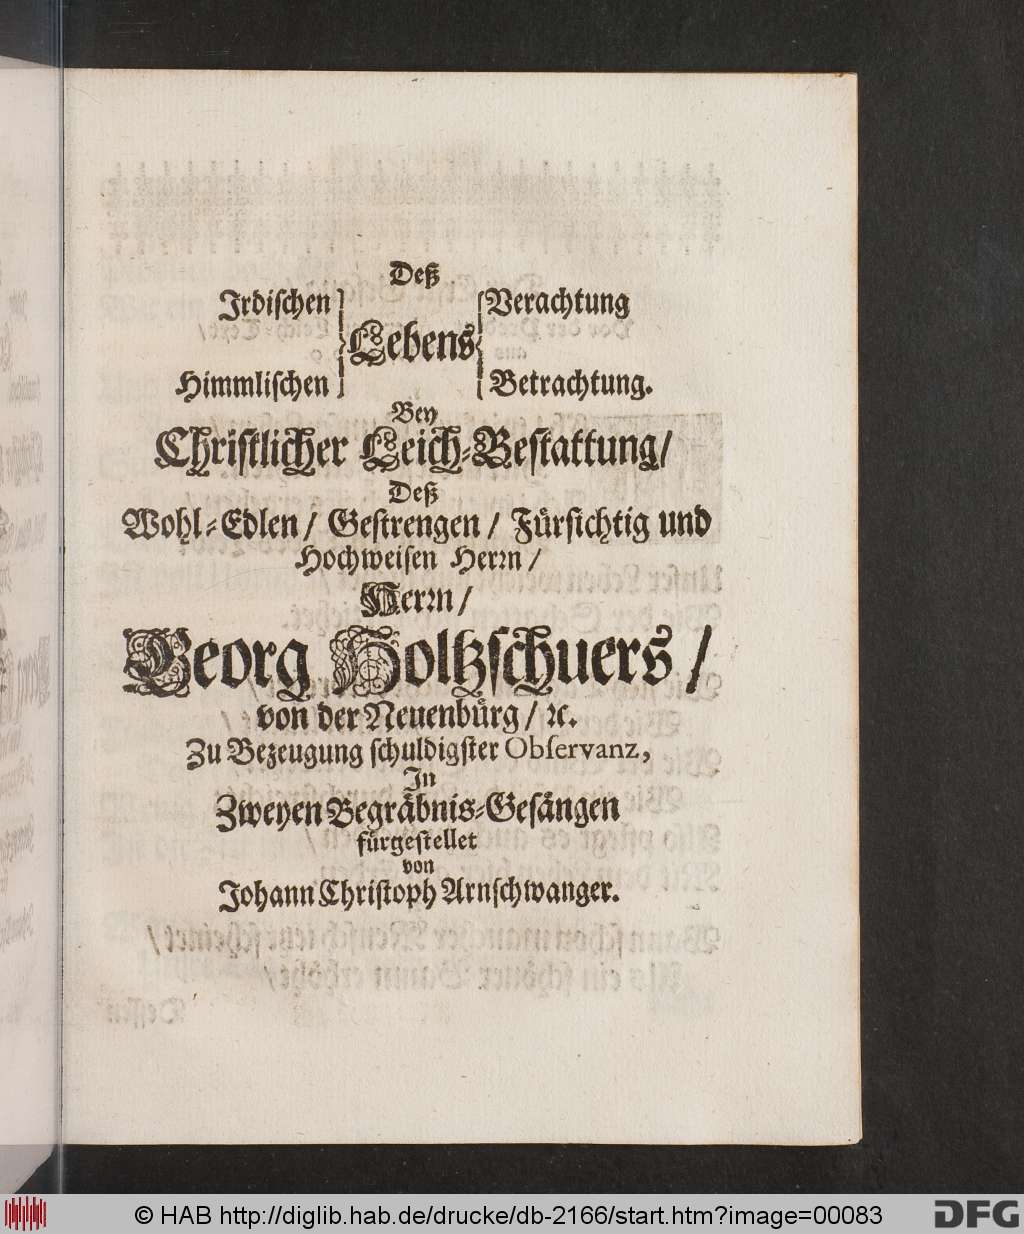 Deß
Irdischen Verachtung
Lebens
Himmlischen Betrachtung.
Bey
Christlicher Leich-Bestattung/
Deß
Wohl-Edlen / Gestrengen / Fürsichtig und
Hochweisen Herrn /
Herrn /
Georg Holtzschuers /
von der Neuenbürg / ꝛc.
Zu Bezeugung schuldigster Observanz,
In
Zweyen Begräbnis-Gesängen
fürgestellet
von
Johann Christoph Arnschwanger.
© HAB http://diglib.hab.de/drucke/db-2166/start.htm?image=00083
DFG